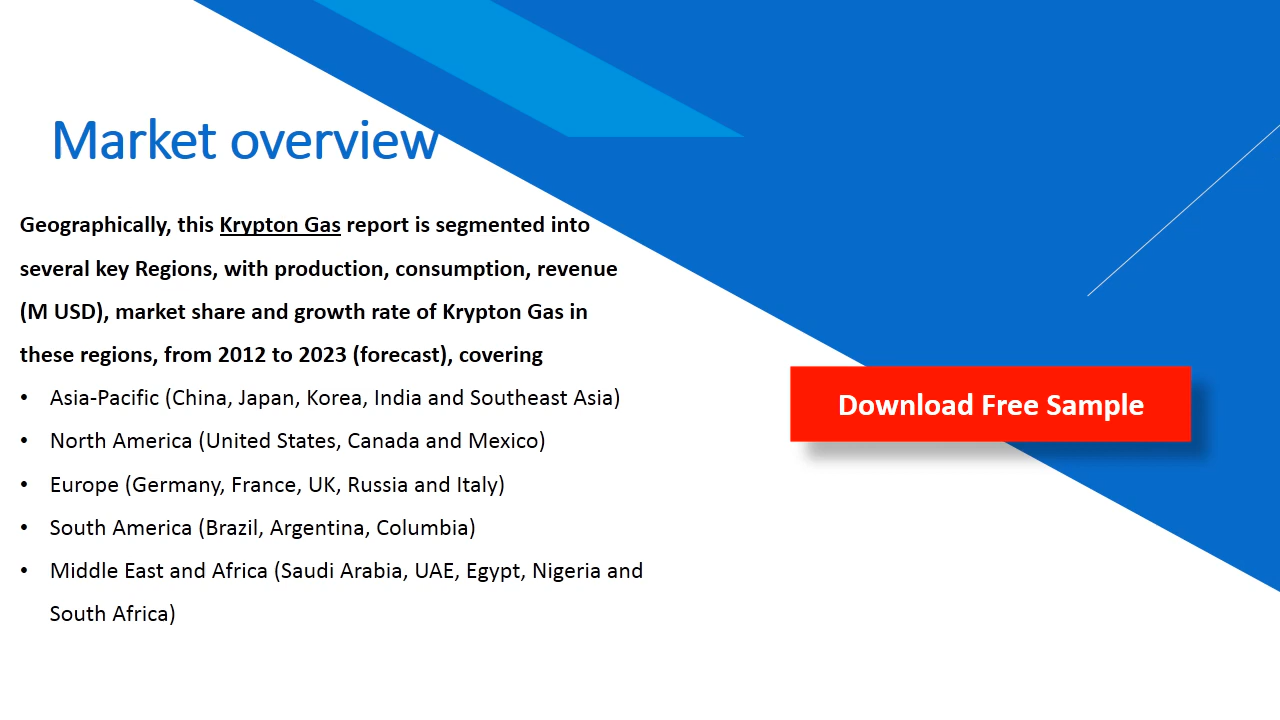 Market overview
Geographically, this Krypton Gas report is segmented into
several key Regions, with production, consumption, revenue
(M USD), market share and growth rate of Krypton Gas in
these regions, from 2012 to 2023 (forecast), covering
• Asia-Pacific (China, Japan, Korea, India and Southeast Asia)
• North America (United States, Canada and Mexico)
• Europe (Germany, France, UK, Russia and Italy)
• South America (Brazil, Argentina, Columbia)
• Middle East and Africa (Saudi Arabia, UAE, Egypt, Nigeria and
South Africa)
Download Free Sample